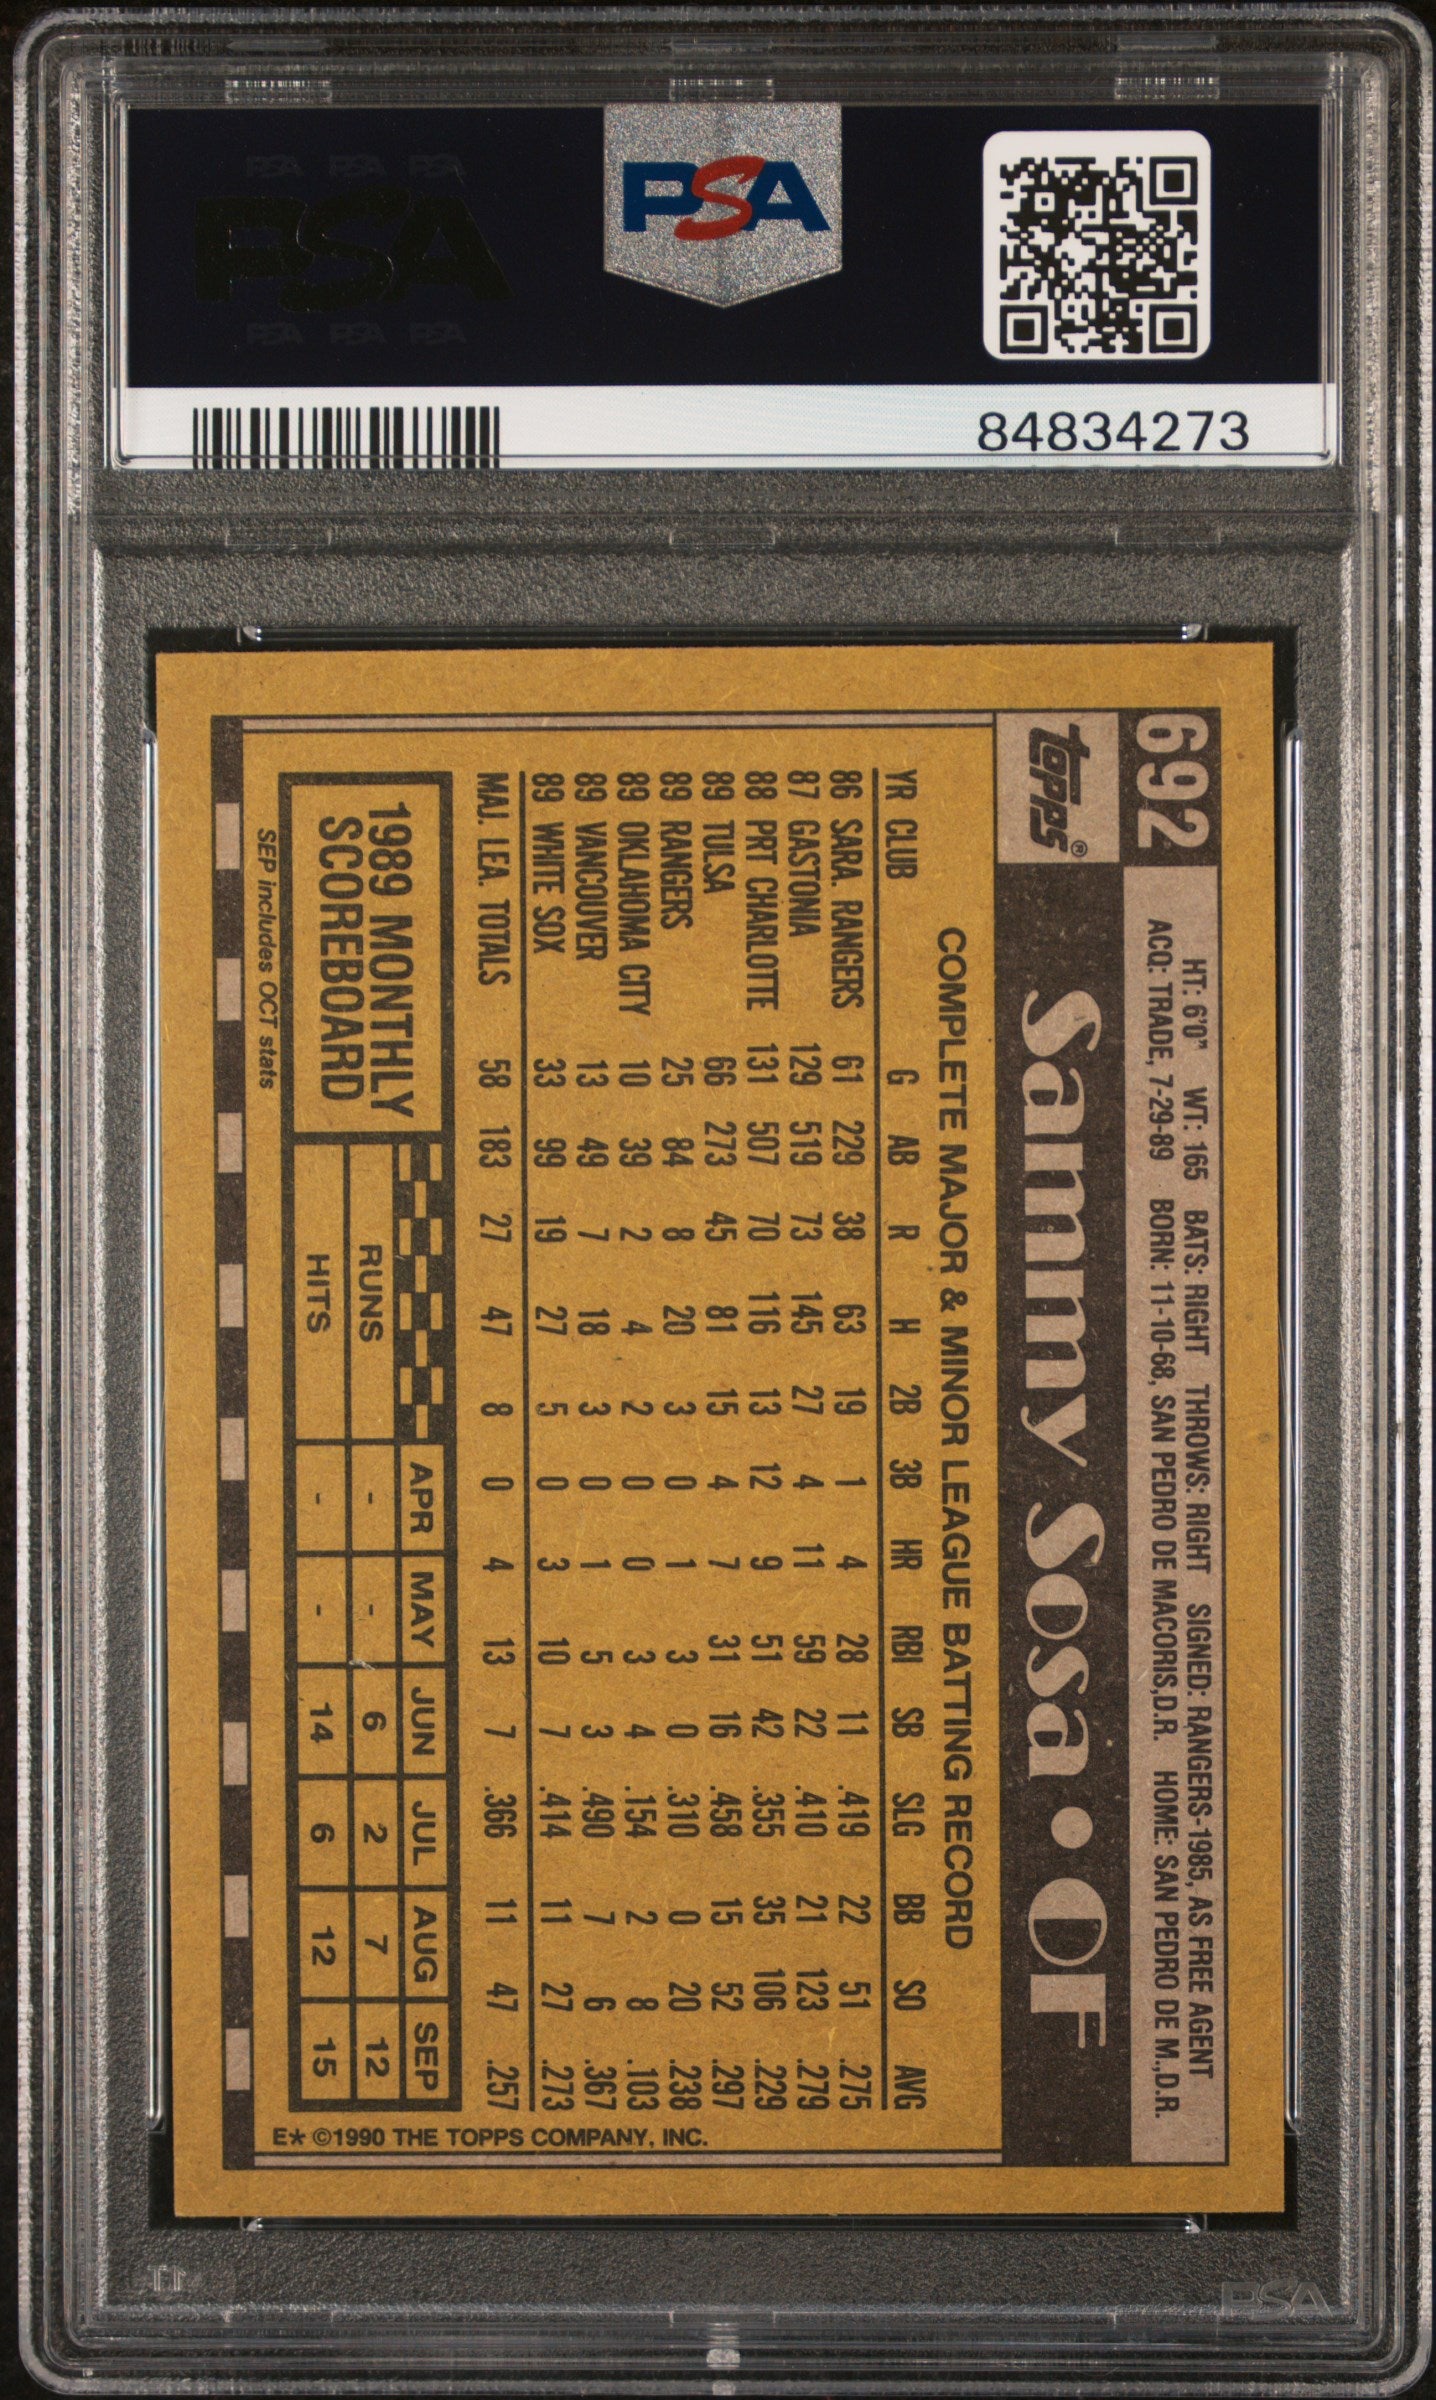 PSA PSA PSA
PSA
PSA PSA PSA
PSA
84834273
692
HT: 6'0" WT: 165 BATS: RIGHT THROWS: RIGHT SIGNED: RANGERS-1985, AS FREE AGENT
ACQ: TRADE, 7-29-89 BORN: 11-10-68, SAN PEDRO DE MACORIS,D.R. HOME: SAN PEDRO DE M.,D.R.
topps®
Sammy Sosa • OF
COMPLETE MAJOR & MINOR LEAGUE BATTING RECORD
YR CLUB G AB R H 2B 3B HR RBI SB SLG BB SO AVG
86 SARA. RANGERS 61 229 38 63 19 1 4 28 11 .419 22 51 .275
87 GASTONIA 129 519 73 145 27 4 11 59 22 .410 21 123 .279
88 PRT CHARLOTTE 131 507 70 116 13 12 9 51 42 .355 35 106 .229
89 TULSA 66 273 45 81 15 4 7 31 16 .458 15 52 .297
89 RANGERS 25 84 8 20 3 0 1 3 0 .310 0 20 .238
89 OKLAHOMA CITY 10 39 2 4 2 0 0 3 4 .154 2 8 .103
89 VANCOUVER 13 49 7 18 3 0 1 5 3 .490 7 6 .367
89 WHITE SOX 33 99 19 27 5 0 3 10 7 .414 11 27 .273
MAJ. LEA. TOTALS 58 183 27 47 8 0 4 13 7 .366 11 47 .257
1989 MONTHLY
SCOREBOARD
APR MAY JUN JUL AUG SEP
RUNS - - 6 2 7 12
HITS - - 14 6 12 15
SEP includes OCT stats
E* ©1990 THE TOPPS COMPANY, INC.
PSA